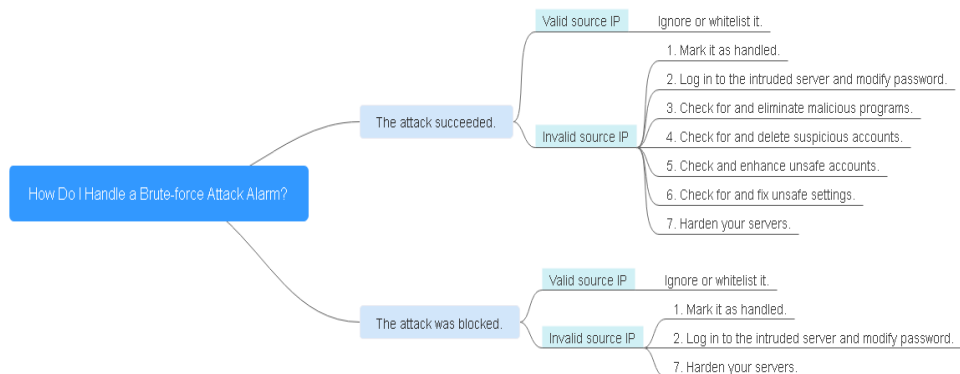 How Do I Handle a Brute-force Attack Alarm?
The attack succeeded.
Valid source IP
Ignore or whitelist it.
Invalid source IP
1. Mark it as handled.
2. Log in to the intruded server and modify password.
3. Check for and eliminate malicious programs.
4. Check for and delete suspicious accounts.
5. Check and enhance unsafe accounts.
6. Check for and fix unsafe settings.
7. Harden your servers.
The attack was blocked.
Valid source IP
Ignore or whitelist it.
Invalid source IP
1. Mark it as handled.
2. Log in to the intruded server and modify password.
7. Harden your servers.